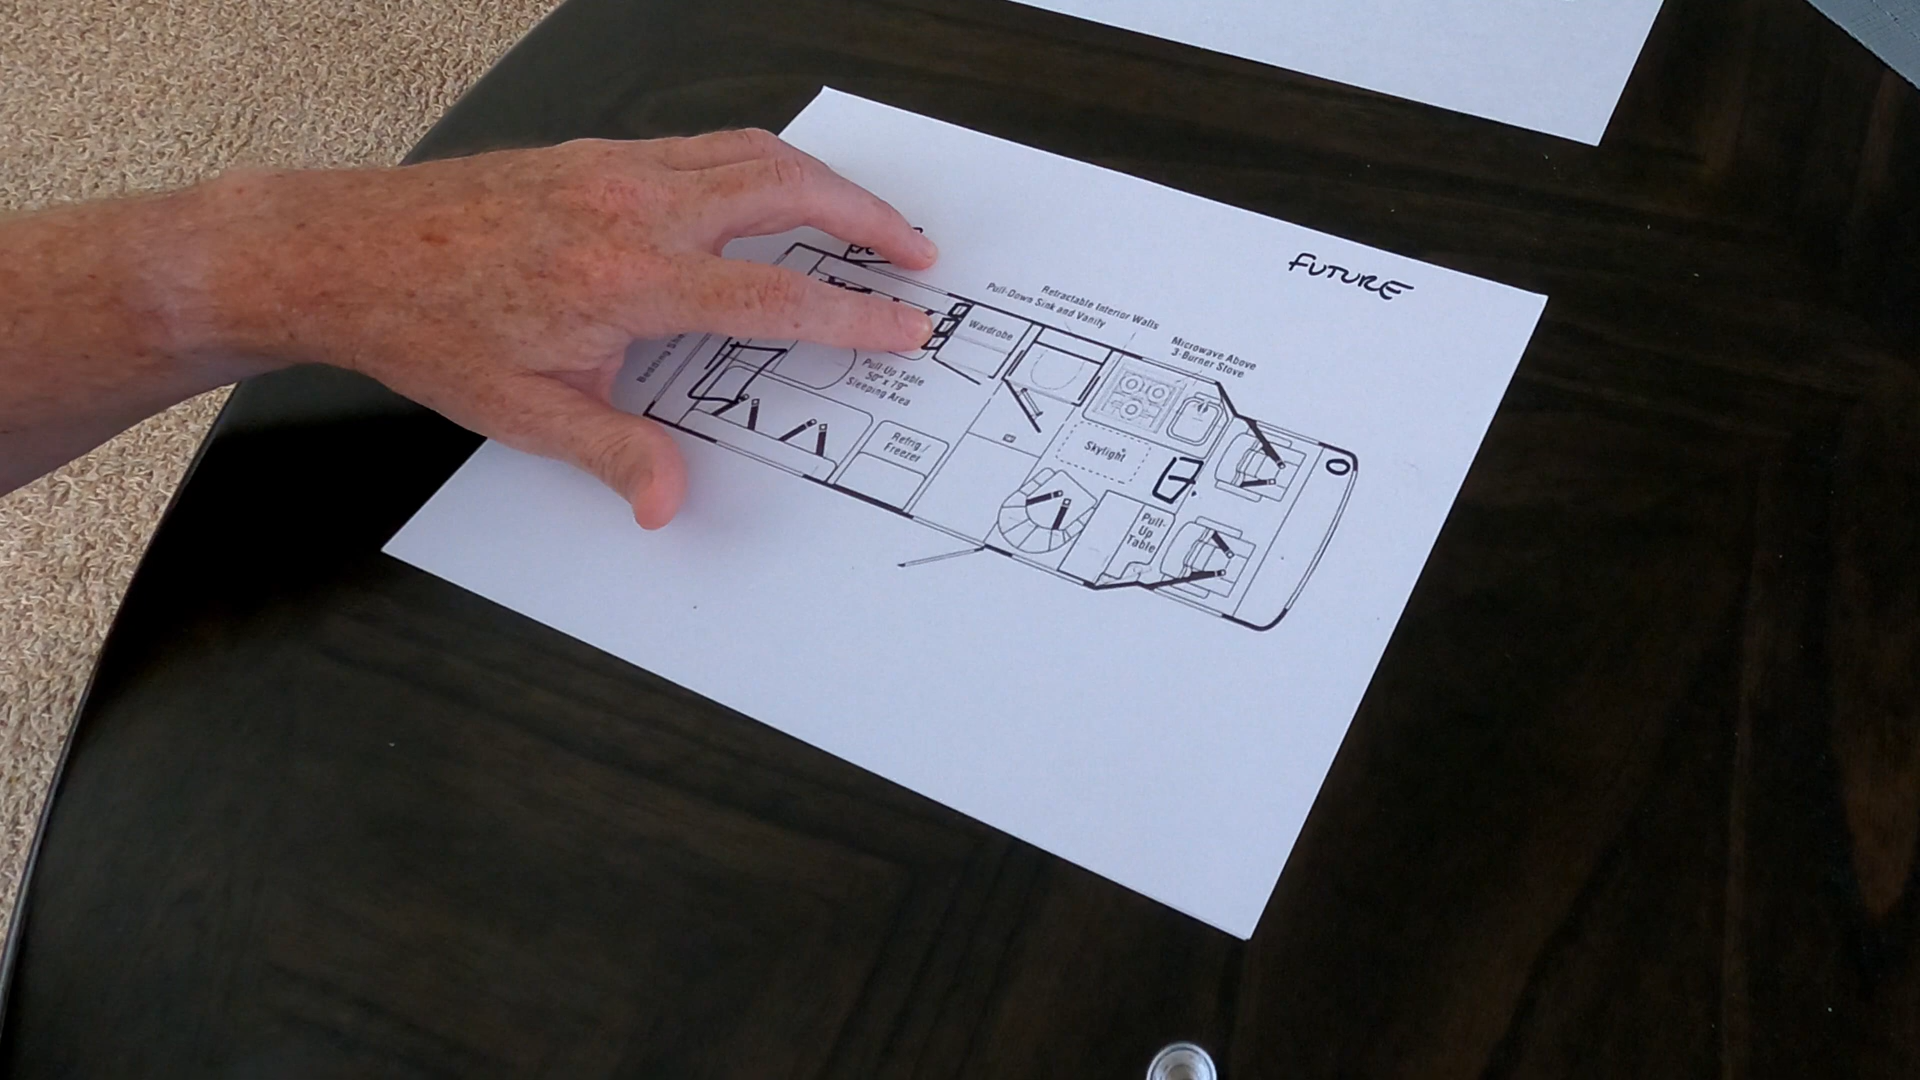 FUTURE
Retractable Interior Walls
Pull-Down Sink and Vanity
Microwave Above
3-Burner Stove
Wardrobe
Pull Up Table
50" x 79"
Sleeping Area
Refrig./
Freezer
Skylight
Pull-
Up
Table